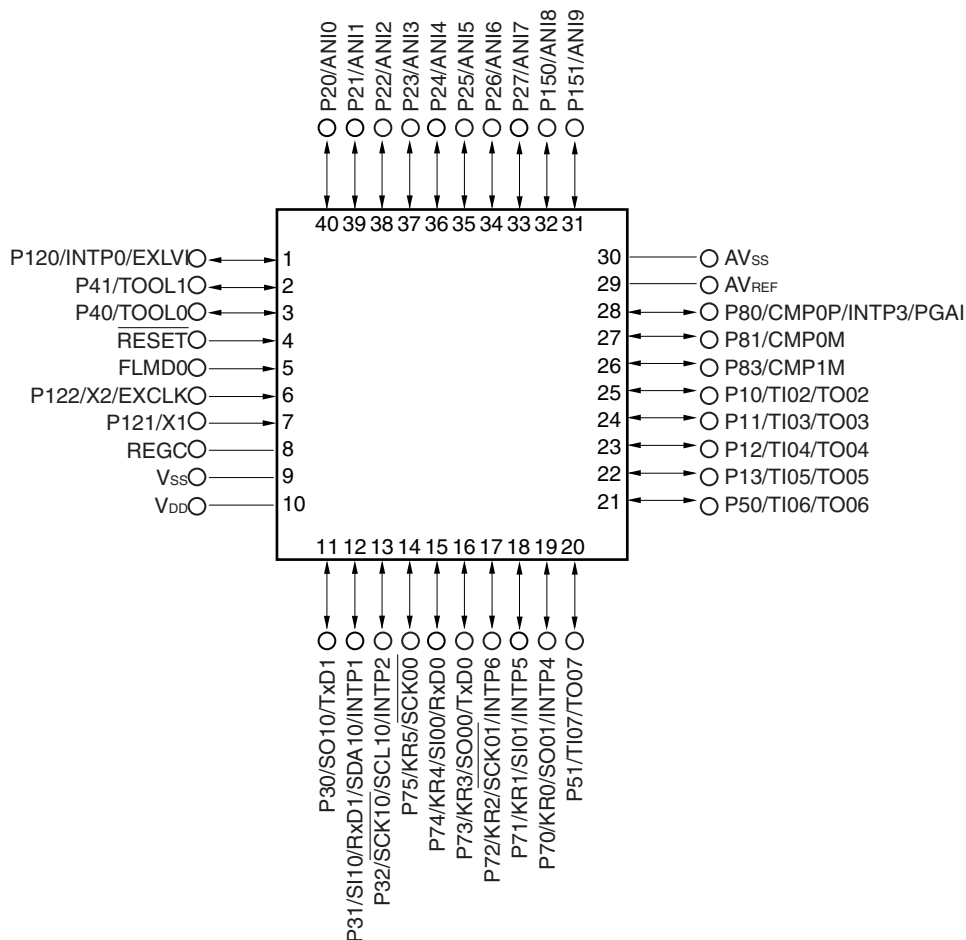 P20/ANI0
P21/ANI1
P22/ANI2
P23/ANI3
P24/ANI4
P25/ANI5
P26/ANI6
P27/ANI7
P150/ANI8
P151/ANI9
40 39 38 37 36 35 34 33 32 31
P120/INTP0/EXLVI 1
P41/TOOL1 2
P40/TOOL0 3
RESET 4
FLMD0 5
P122/X2/EXCLK 6
P121/X1 7
REGC 8
VSS 9
VDD 10
30 AVSS
29 AVREF
28 P80/CMP0P/INTP3/PGAI
27 P81/CMP0M
26 P83/CMP1M
25 P10/TI02/TO02
24 P11/TI03/TO03
23 P12/TI04/TO04
22 P13/TI05/TO05
21 P50/TI06/TO06
11 12 13 14 15 16 17 18 19 20
P30/SO10/TxD1
P31/SI10/RxD1/SDA10/INTP1
P32/SCK10/SCL10/INTP2
P75/KR5/SCK00
P74/KR4/SI00/RxD0
P73/KR3/SO00/TxD0
P72/KR2/SCK01/INTP6
P71/KR1/SI01/INTP5
P70/KR0/SO01/INTP4
P51/TI07/TO07